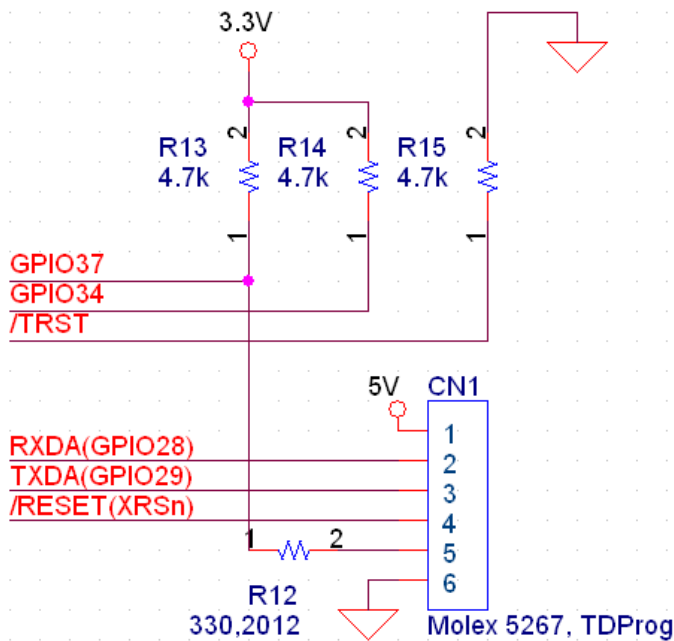 3.3V
2
2
2
R13
R14
R15
4.7k
4.7k
4.7k
1
1
1
GPIO37
GPIO34
/TRST
5V
CN1
1
RXDA(GPIO28)
2
TXDA(GPIO29)
3
/RESET(XRSn)
4
1
2
5
6
R12
330,2012
Molex 5267, TDProg